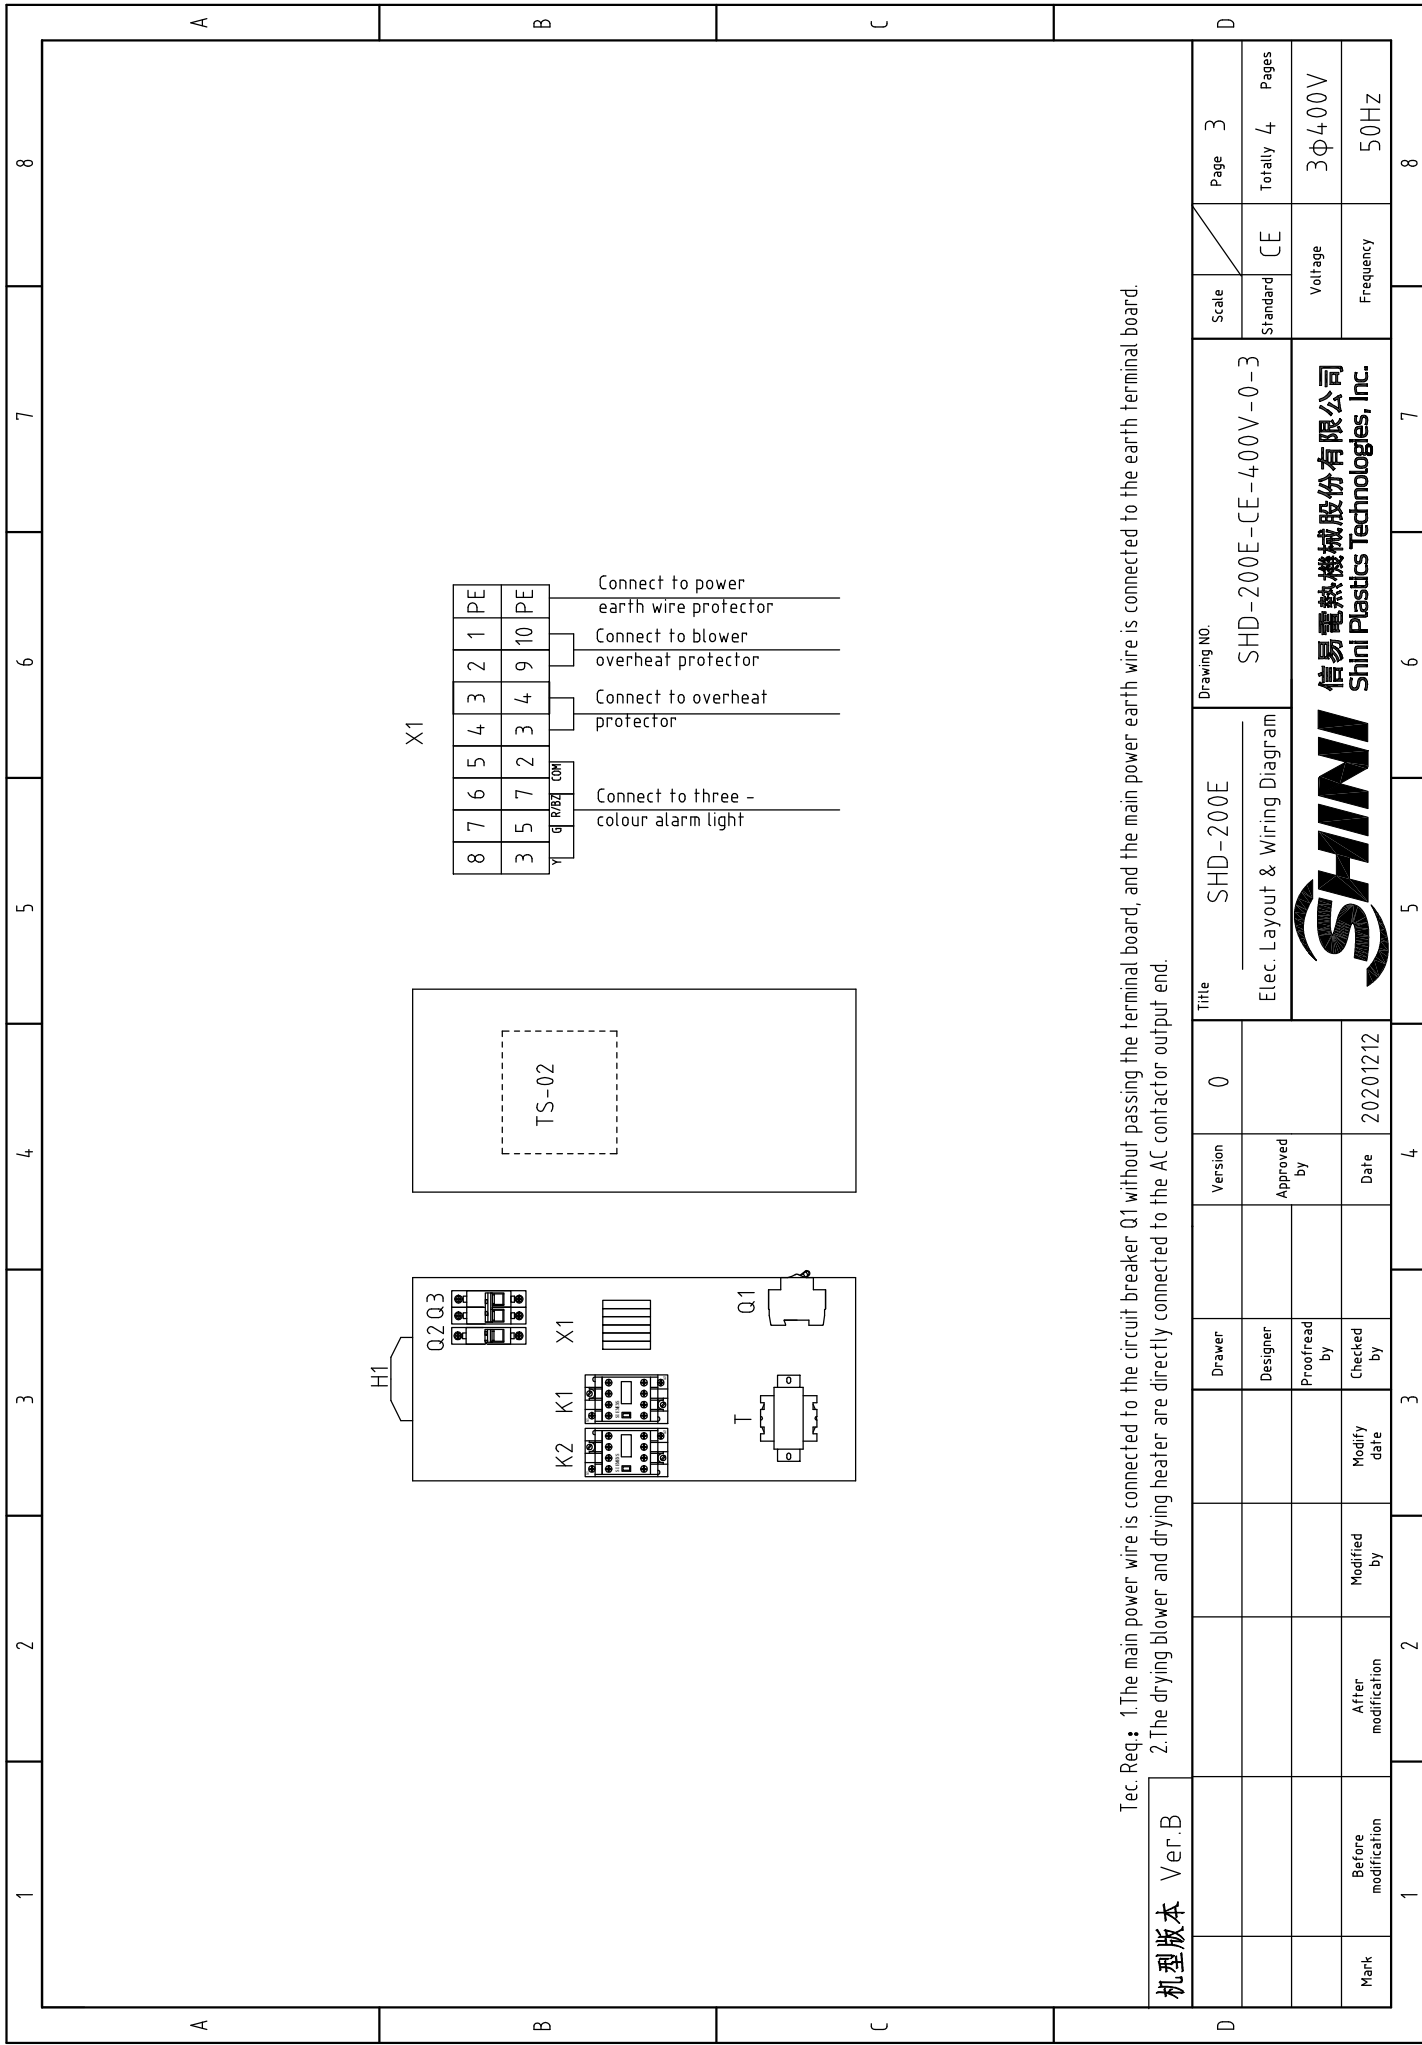 1 2 3 4 5 6 7 8
A
B
C
D
H1
Q2 Q3
K2 K1 X1
T Q1
TS-02
X1
8 7 6 5 4 3 2 1 PE
3 5 7 2 3 4 9 10 PE
Y G R/BZ COM
Connect to three -
colour alarm light
Connect to overheat
protector
Connect to blower
overheat protector
Connect to power
earth wire protector
Tec. Req.: 1.The main power wire is connected to the circuit breaker Q1 without passing the terminal board, and the main power earth wire is connected to the earth terminal board.
2.The drying blower and drying heater are directly connected to the AC contactor output end.
机型版本 Ver.B
Mark
Before
modification
After
modification
Modified
by
Modify
date
Drawer
Designer
Proofread
by
Checked
by
Version 0
Approved
by
Date 20201212
Title
SHD-200E
Elec. Layout & Wiring Diagram
Drawing NO.
SHD-200E-CE-400V-0-3
SHINI
信易電熱機械股份有限公司
Shini Plastics Technologies, Inc.
Scale
Page 3
Standard CE
Totally 4 Pages
Voltage 3ϕ400V
Frequency 50HZ
A
B
C
D
1 2 3 4 5 6 7 8